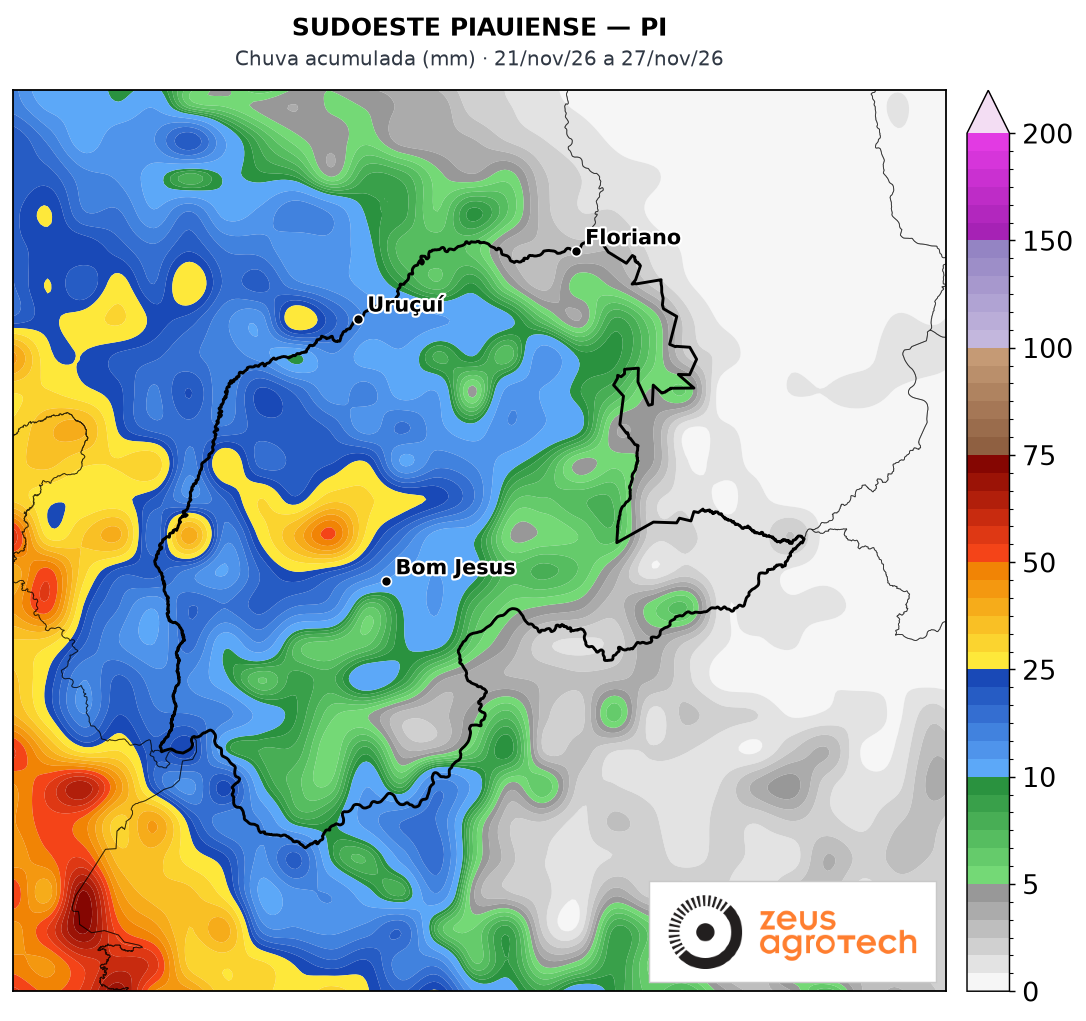 SUDOESTE PIAUIENSE — PI
Chuva acumulada (mm) · 21/nov/26 a 27/nov/26
Floriano
Uruçuí
Bom Jesus
200
150
100
75
50
25
10
5
0
zeus
agrotech